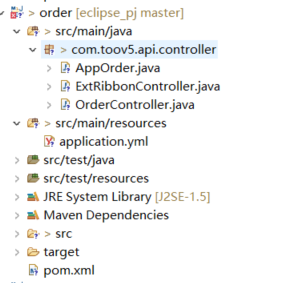 order [eclipse_pj master]
src/main/java
com.toov5.api.controller
AppOrder.java
ExtRibbonController.java
OrderController.java
src/main/resources
application.yml
src/test/java
src/test/resources
JRE System Library [J2SE-1.5]
Maven Dependencies
src
target
pom.xml